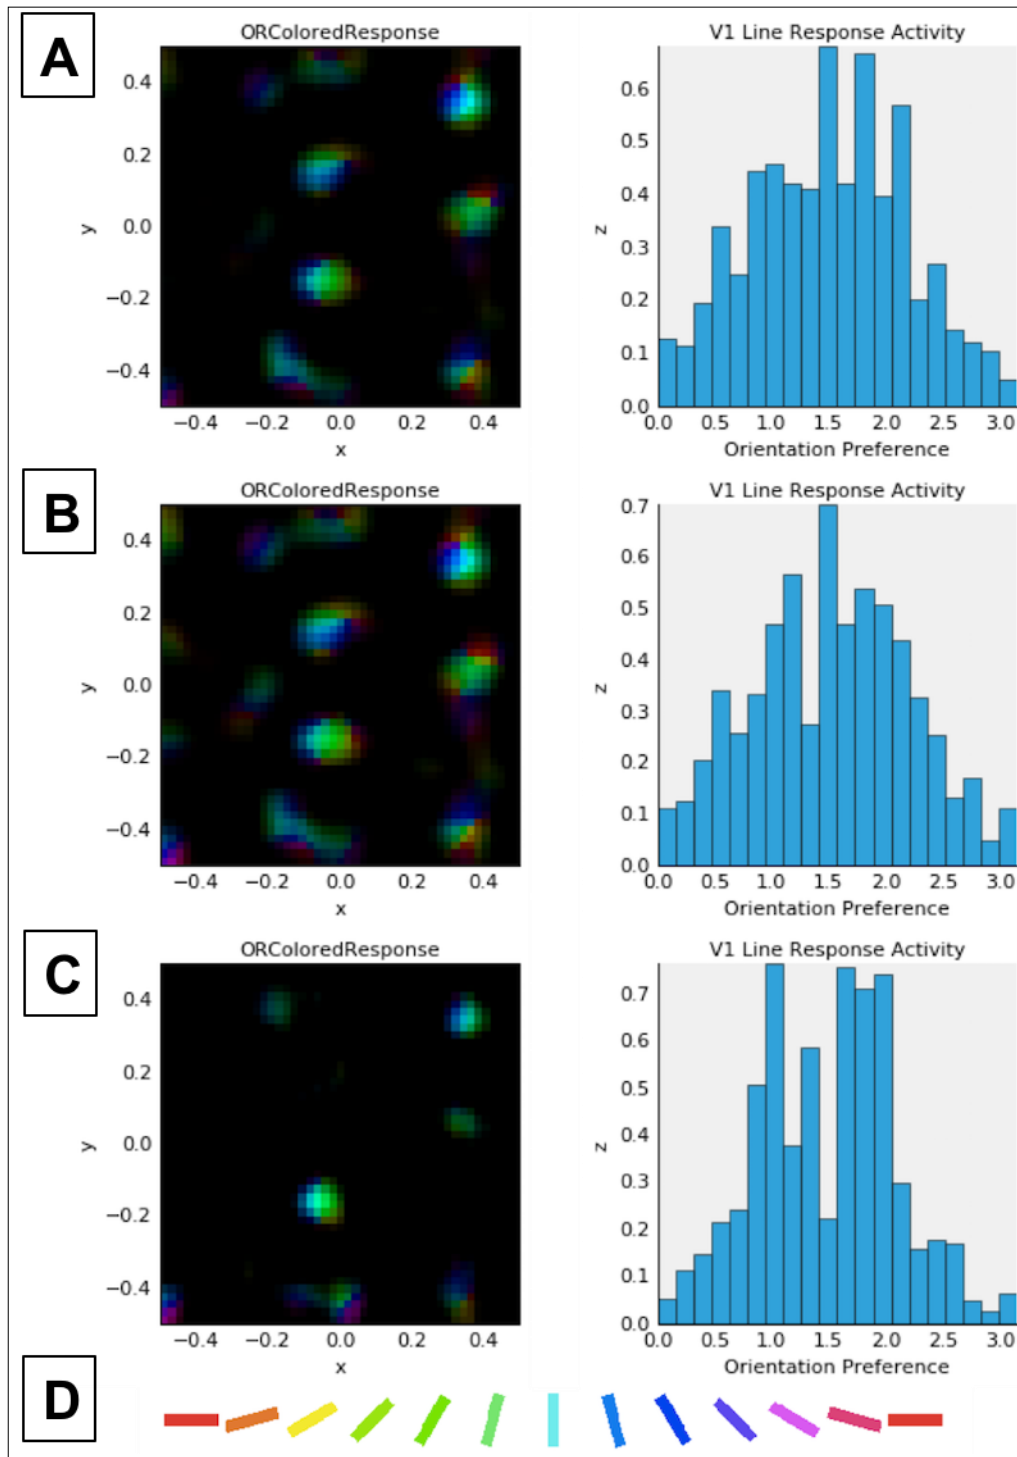 A
ORColoredResponse
V1 Line Response Activity
0.4
0.2
0.0
−0.2
−0.4
y
−0.4 −0.2 0.0 0.2 0.4
x
0.6
0.5
0.4
0.3
0.2
0.1
0.0
z
0.0 0.5 1.0 1.5 2.0 2.5 3.0
Orientation Preference
B
ORColoredResponse
V1 Line Response Activity
0.4
0.2
0.0
−0.2
−0.4
y
−0.4 −0.2 0.0 0.2 0.4
x
0.7
0.6
0.5
0.4
0.3
0.2
0.1
0.0
z
0.0 0.5 1.0 1.5 2.0 2.5 3.0
Orientation Preference
C
ORColoredResponse
V1 Line Response Activity
0.4
0.2
0.0
−0.2
−0.4
y
−0.4 −0.2 0.0 0.2 0.4
x
0.7
0.6
0.5
0.4
0.3
0.2
0.1
0.0
z
0.0 0.5 1.0 1.5 2.0 2.5 3.0
Orientation Preference
D